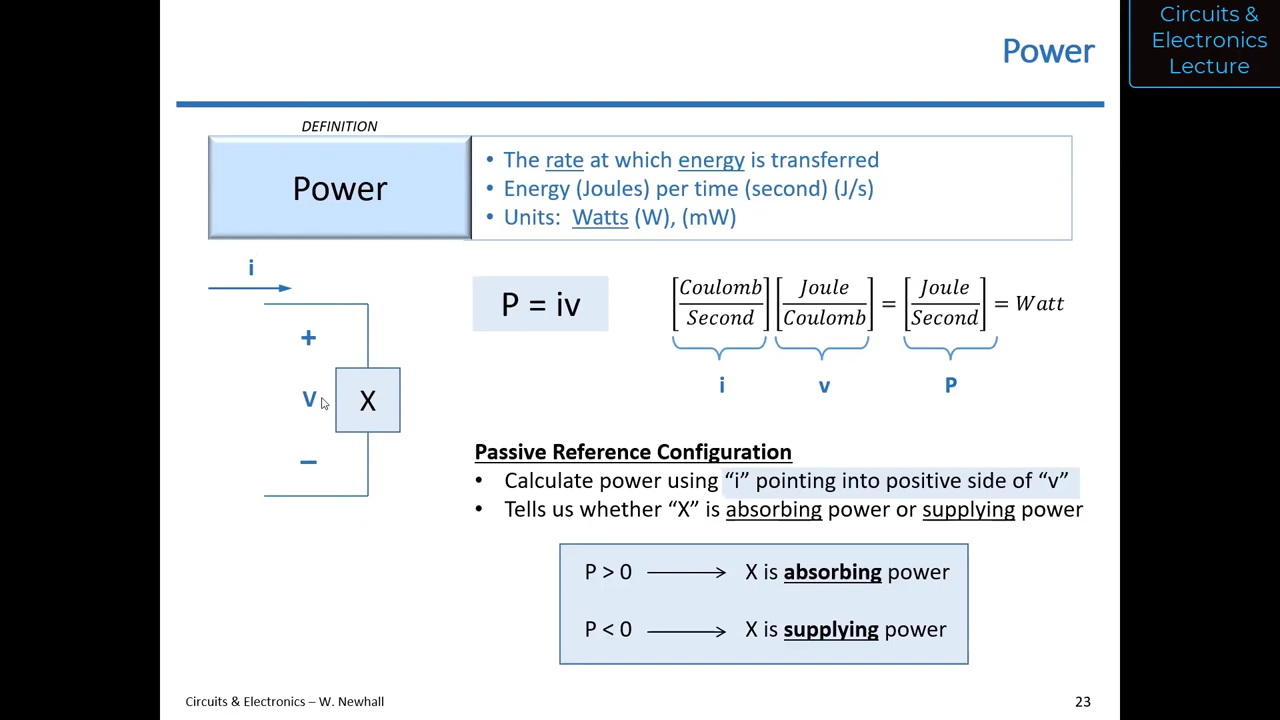 Circuits &
Electronics
Lecture
Power
DEFINITION
Power
• The rate at which energy is transferred
• Energy (Joules) per time (second) (J/s)
• Units: Watts (W), (mW)
i
+
v
–
X
P = iv
[Coulomb/Second] [Joule/Coulomb] = [Joule/Second] = Watt
i v P
Passive Reference Configuration
• Calculate power using “i” pointing into positive side of “v”
• Tells us whether “X” is absorbing power or supplying power
P > 0 ⟶ X is absorbing power
P < 0 ⟶ X is supplying power
Circuits & Electronics – W. Newhall
23